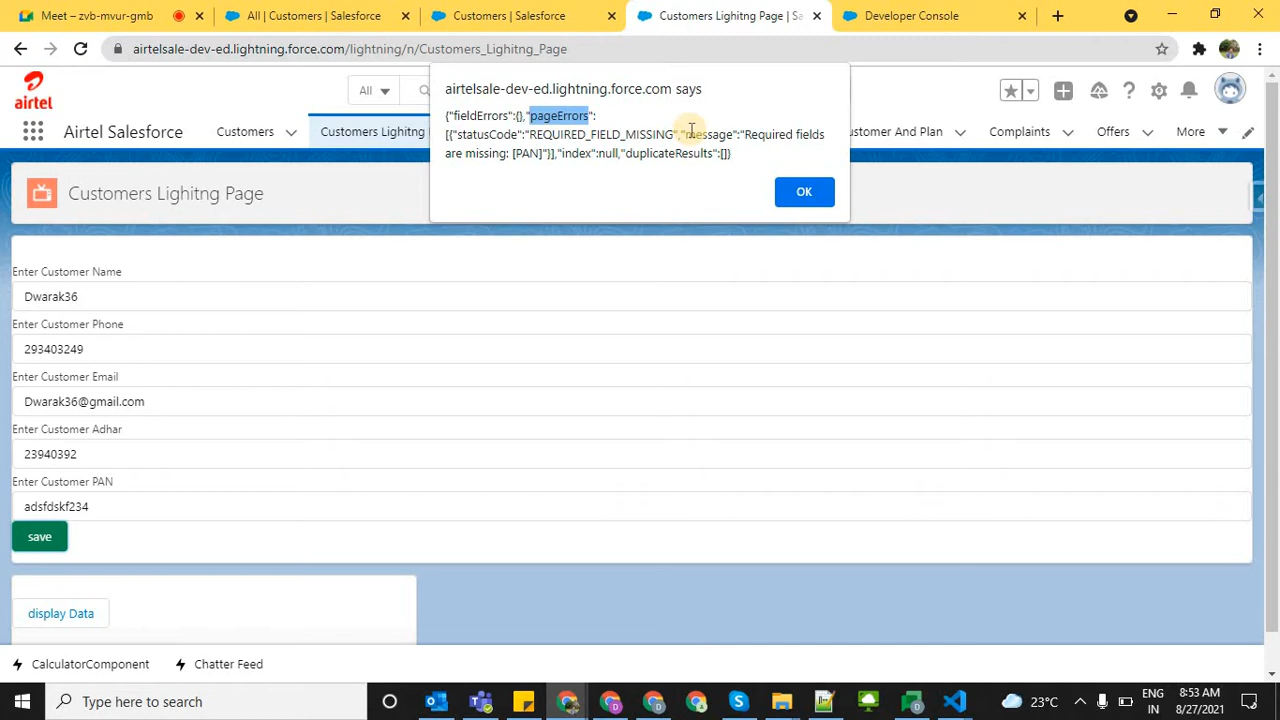 Meet – zvb-mvur-gmb
All | Customers | Salesforce
Customers | Salesforce
Customers Lighitng Page | Sa
Developer Console
airtelsale-dev-ed.lightning.force.com/lightning/n/Customers_Lighitng_Page
airtel
All
airtelsale-dev-ed.lightning.force.com says
{"fieldErrors":{},"pageErrors":
[{"statusCode":"REQUIRED_FIELD_MISSING","message":"Required fields
are missing: [PAN]"}],"index":null,"duplicateResults":[]}
OK
Airtel Sales
Customers
Customers Lighitng
ustomer And Plan
Complaints
Offers
More
Customers Lighitng Page
Enter Customer Name
Dwarak36
Enter Customer Phone
293403249
Enter Customer Email
Dwarak36@gmail.com
Enter Customer Adhar
23940392
Enter Customer PAN
adsfdskf234
save
display Data
CalculatorComponent
Chatter Feed
Type here to search
23°C
ENG
IN
8:53 AM
8/27/2021